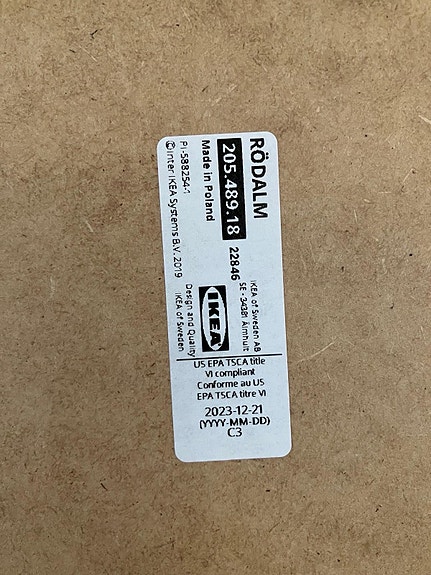 RÖDALM
205.489.18
22846
Made in Poland
PI-588254-1
©Inter IKEA Systems B.V. 2019
IKEA of Sweden AB
SE - 34381 Älmhult
IKEA
Design and Quality
IKEA of Sweden
US EPA TSCA title
VI compliant
Conforme au US
EPA TSCA titre VI
2023-12-21
(YYYY-MM-DD)
C3